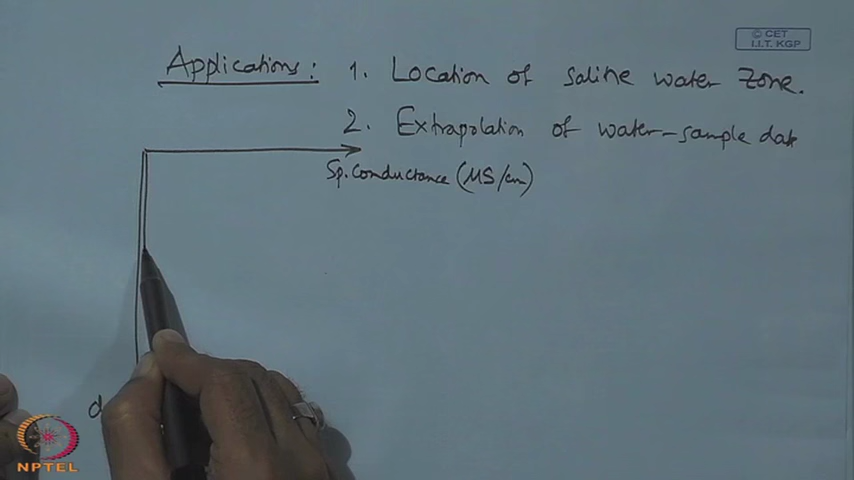 © CET
I.I.T. KGP
Applications: 1. Location of saline water zone.
2. Extrapolation of water-sample data
Sp. Conductance (μS/cm)
d
NPTEL